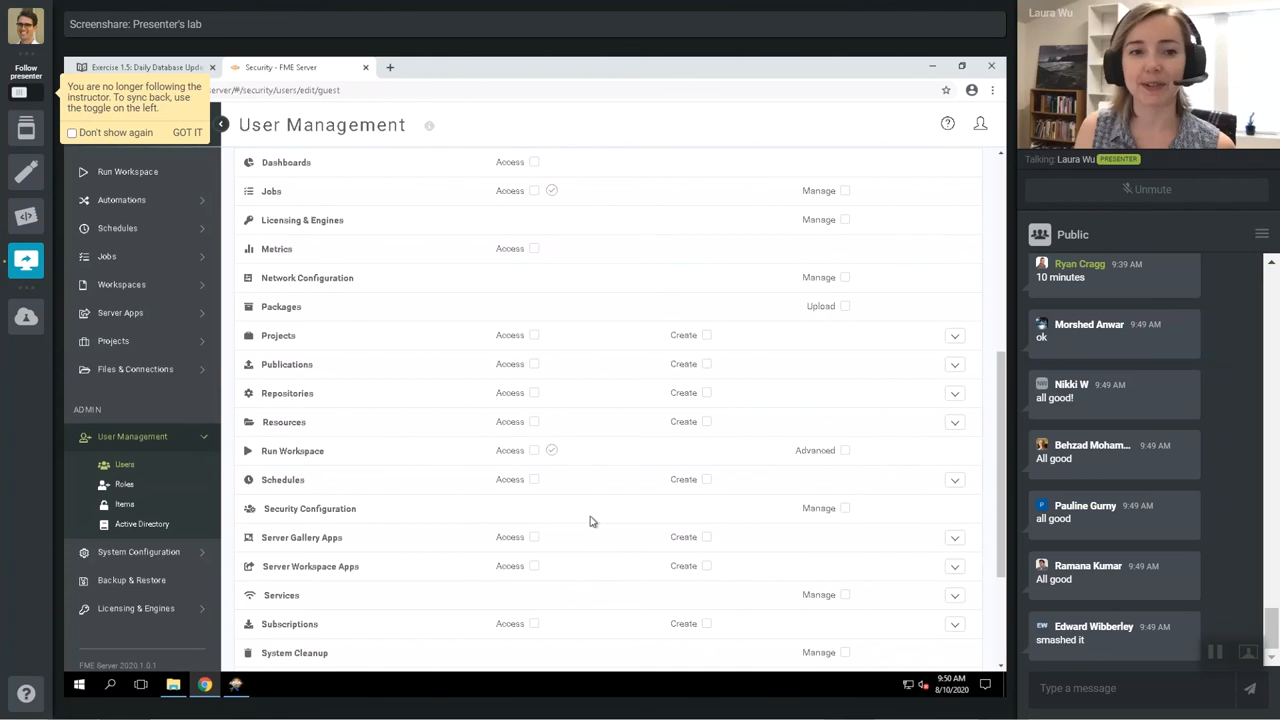 Screenshare: Presenter's lab
Laura Wu
Follow
presenter
Exercise 1.5: Daily Database Upd
Security - FME Server
You are no longer following the
instructor. To sync back, use
the toggle on the left.
Don't show again
GOT IT
server/#/security/users/edit/guest
User Management
Run Workspace
Automations
Schedules
Jobs
Workspaces
Server Apps
Projects
Files & Connections
ADMIN
User Management
Users
Roles
Items
Active Directory
System Configuration
Backup & Restore
Licensing & Engines
FME Server 2020.1.0.1
Dashboards Access
Jobs Access Manage
Licensing & Engines Manage
Metrics Access
Network Configuration Manage
Packages Upload
Projects Access Create
Publications Access Create
Repositories Access Create
Resources Access Create
Run Workspace Access Advanced
Schedules Access Create
Security Configuration Manage
Server Gallery Apps Access Create
Server Workspace Apps Access Create
Services Manage
Subscriptions Access Create
System Cleanup Manage
9:50 AM
8/10/2020
Talking: Laura Wu PRESENTER
Unmute
Public
Ryan Cragg 9:39 AM
10 minutes
Morshed Anwar 9:49 AM
ok
Nikki W 9:49 AM
all good!
Behzad Moham... 9:49 AM
All good
P
Pauline Gurny 9:49 AM
all good
Ramana Kumar 9:49 AM
All good
EW
Edward Wibberley 9:49 AM
smashed it
Type a message